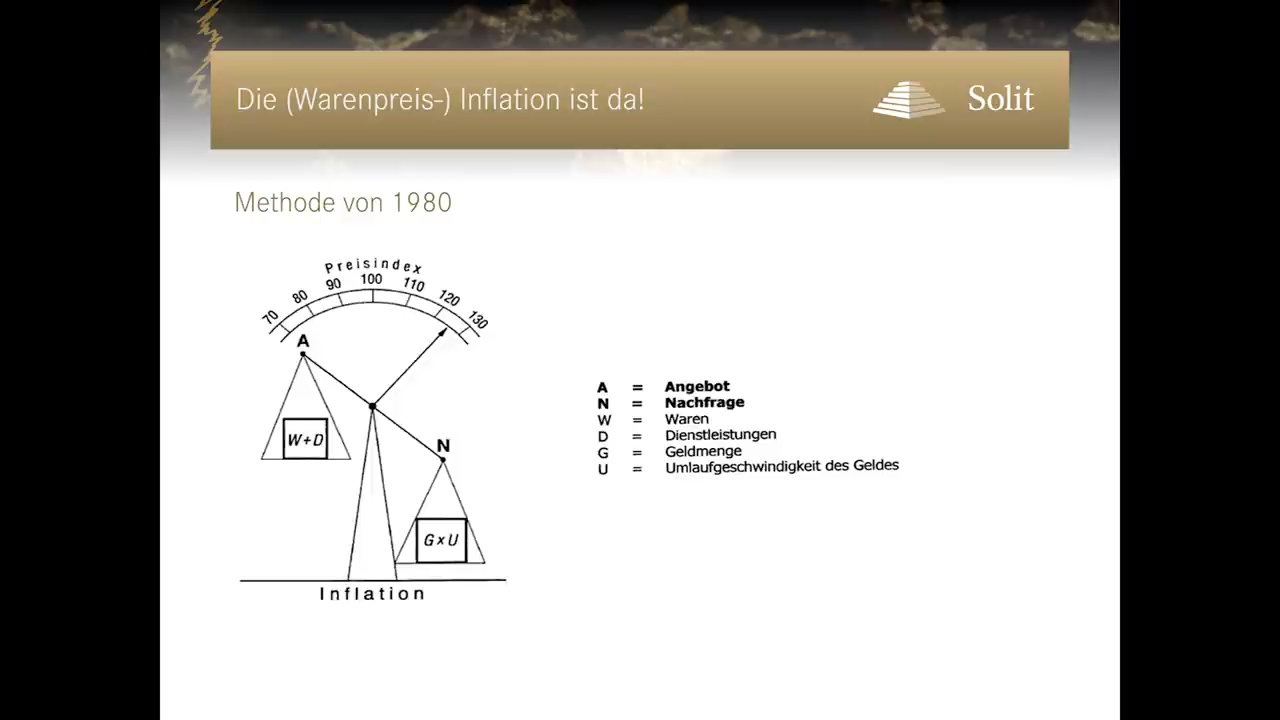 Die (Warenpreis-) Inflation ist da!
Solit
Methode von 1980
Preisindex
70 80 90 100 110 120 130
A
W+D
N
G×U
Inflation
A = Angebot
N = Nachfrage
W = Waren
D = Dienstleistungen
G = Geldmenge
U = Umlaufgeschwindigkeit des Geldes